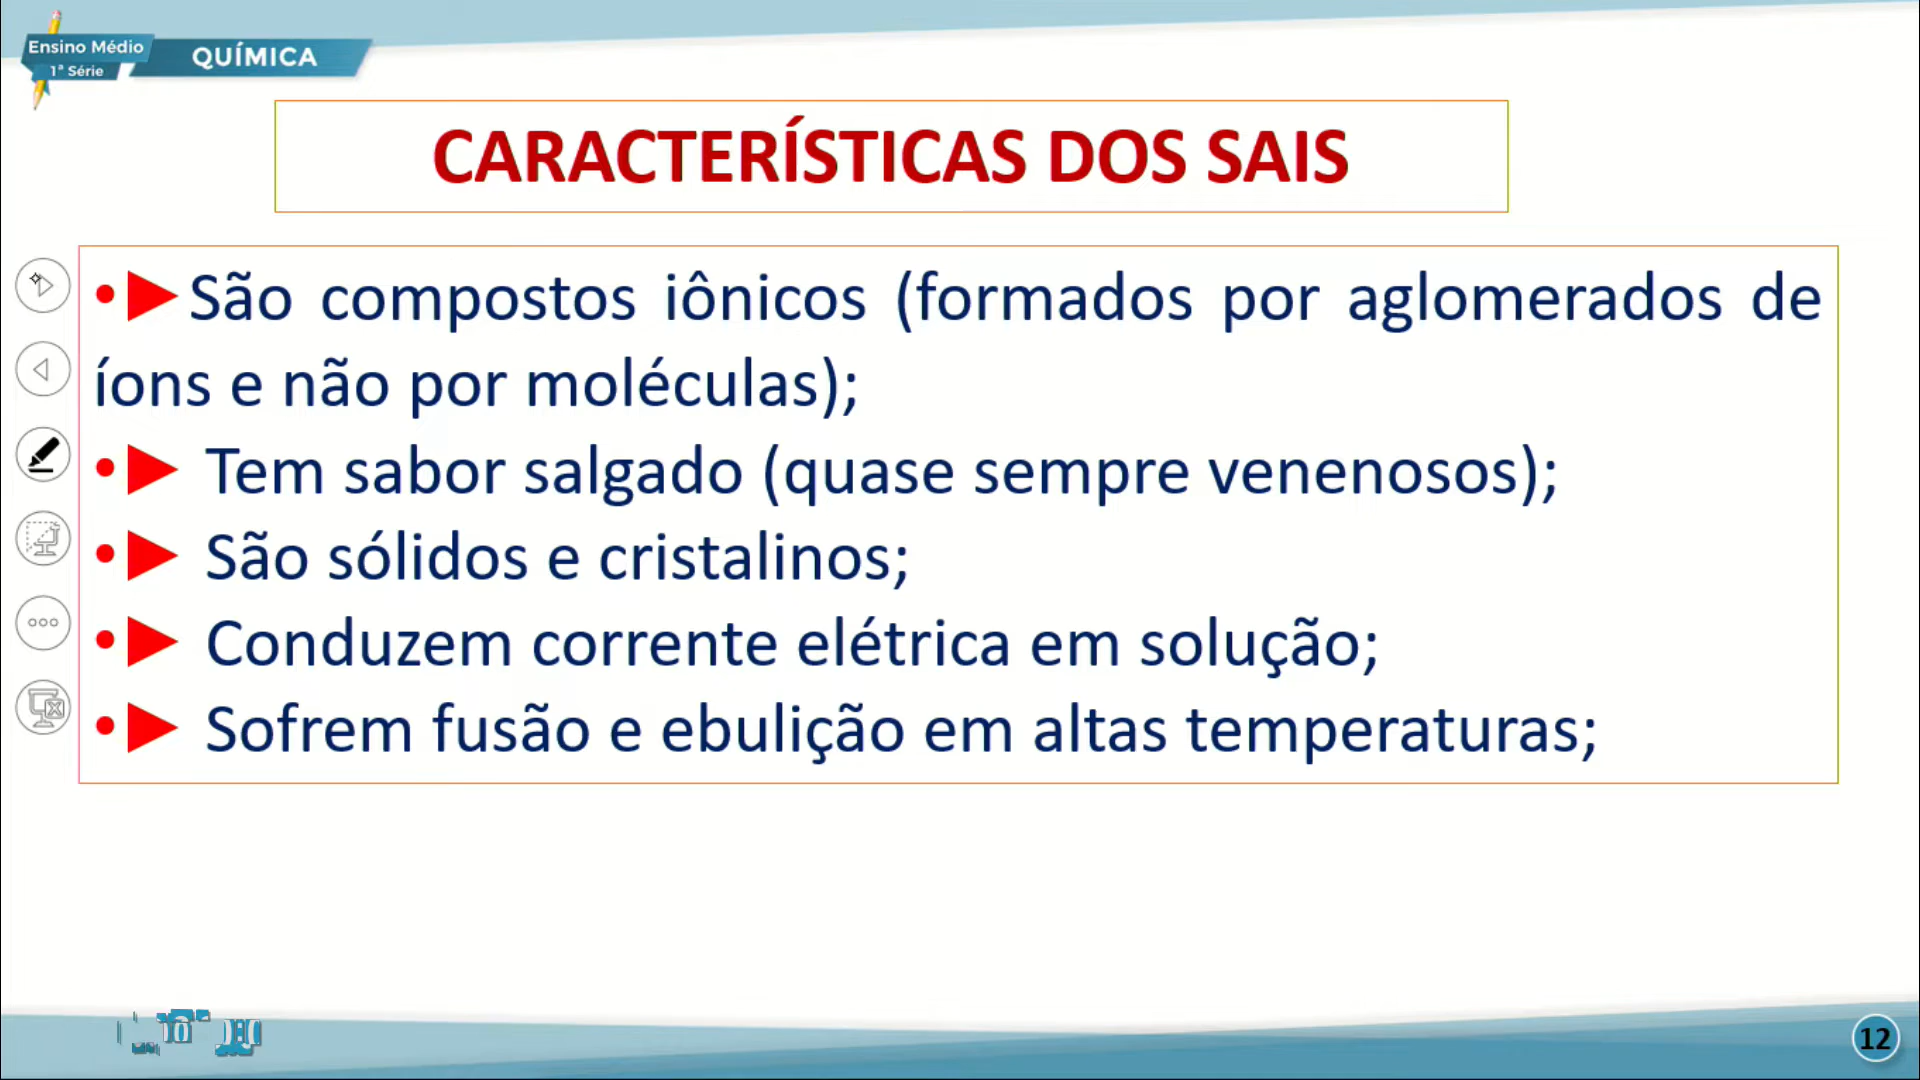 Ensino Médio
1ª Série
QUÍMICA
CARACTERÍSTICAS DOS SAIS
•► São compostos iônicos (formados por aglomerados de
íons e não por moléculas);
•► Tem sabor salgado (quase sempre venenosos);
•► São sólidos e cristalinos;
•► Conduzem corrente elétrica em solução;
•► Sofrem fusão e ebulição em altas temperaturas;
12